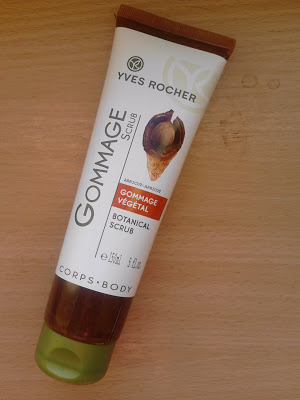 YVES ROCHER
GOMMAGE
SCRUB
ABRICOT-APRICOT
GOMMAGE
VÉGÉTAL
BOTANICAL
SCRUB
e 150ml 5 fl.oz.
CORPS • BODY